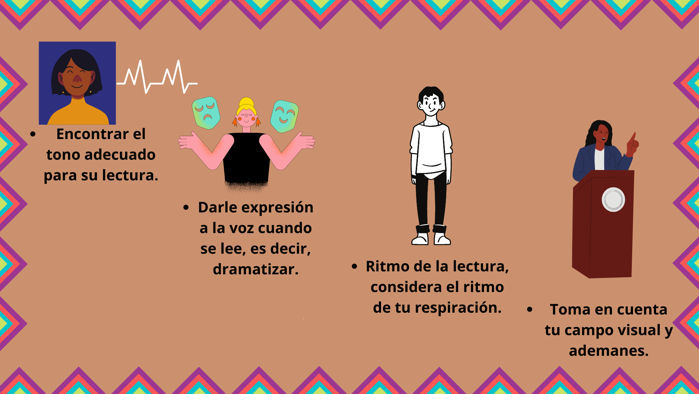 • Encontrar el
tono adecuado
para su lectura.
• Darle expresión
a la voz cuando
se lee, es decir,
dramatizar.
• Ritmo de la lectura,
considera el ritmo
de tu respiración.
• Toma en cuenta
tu campo visual y
ademanes.